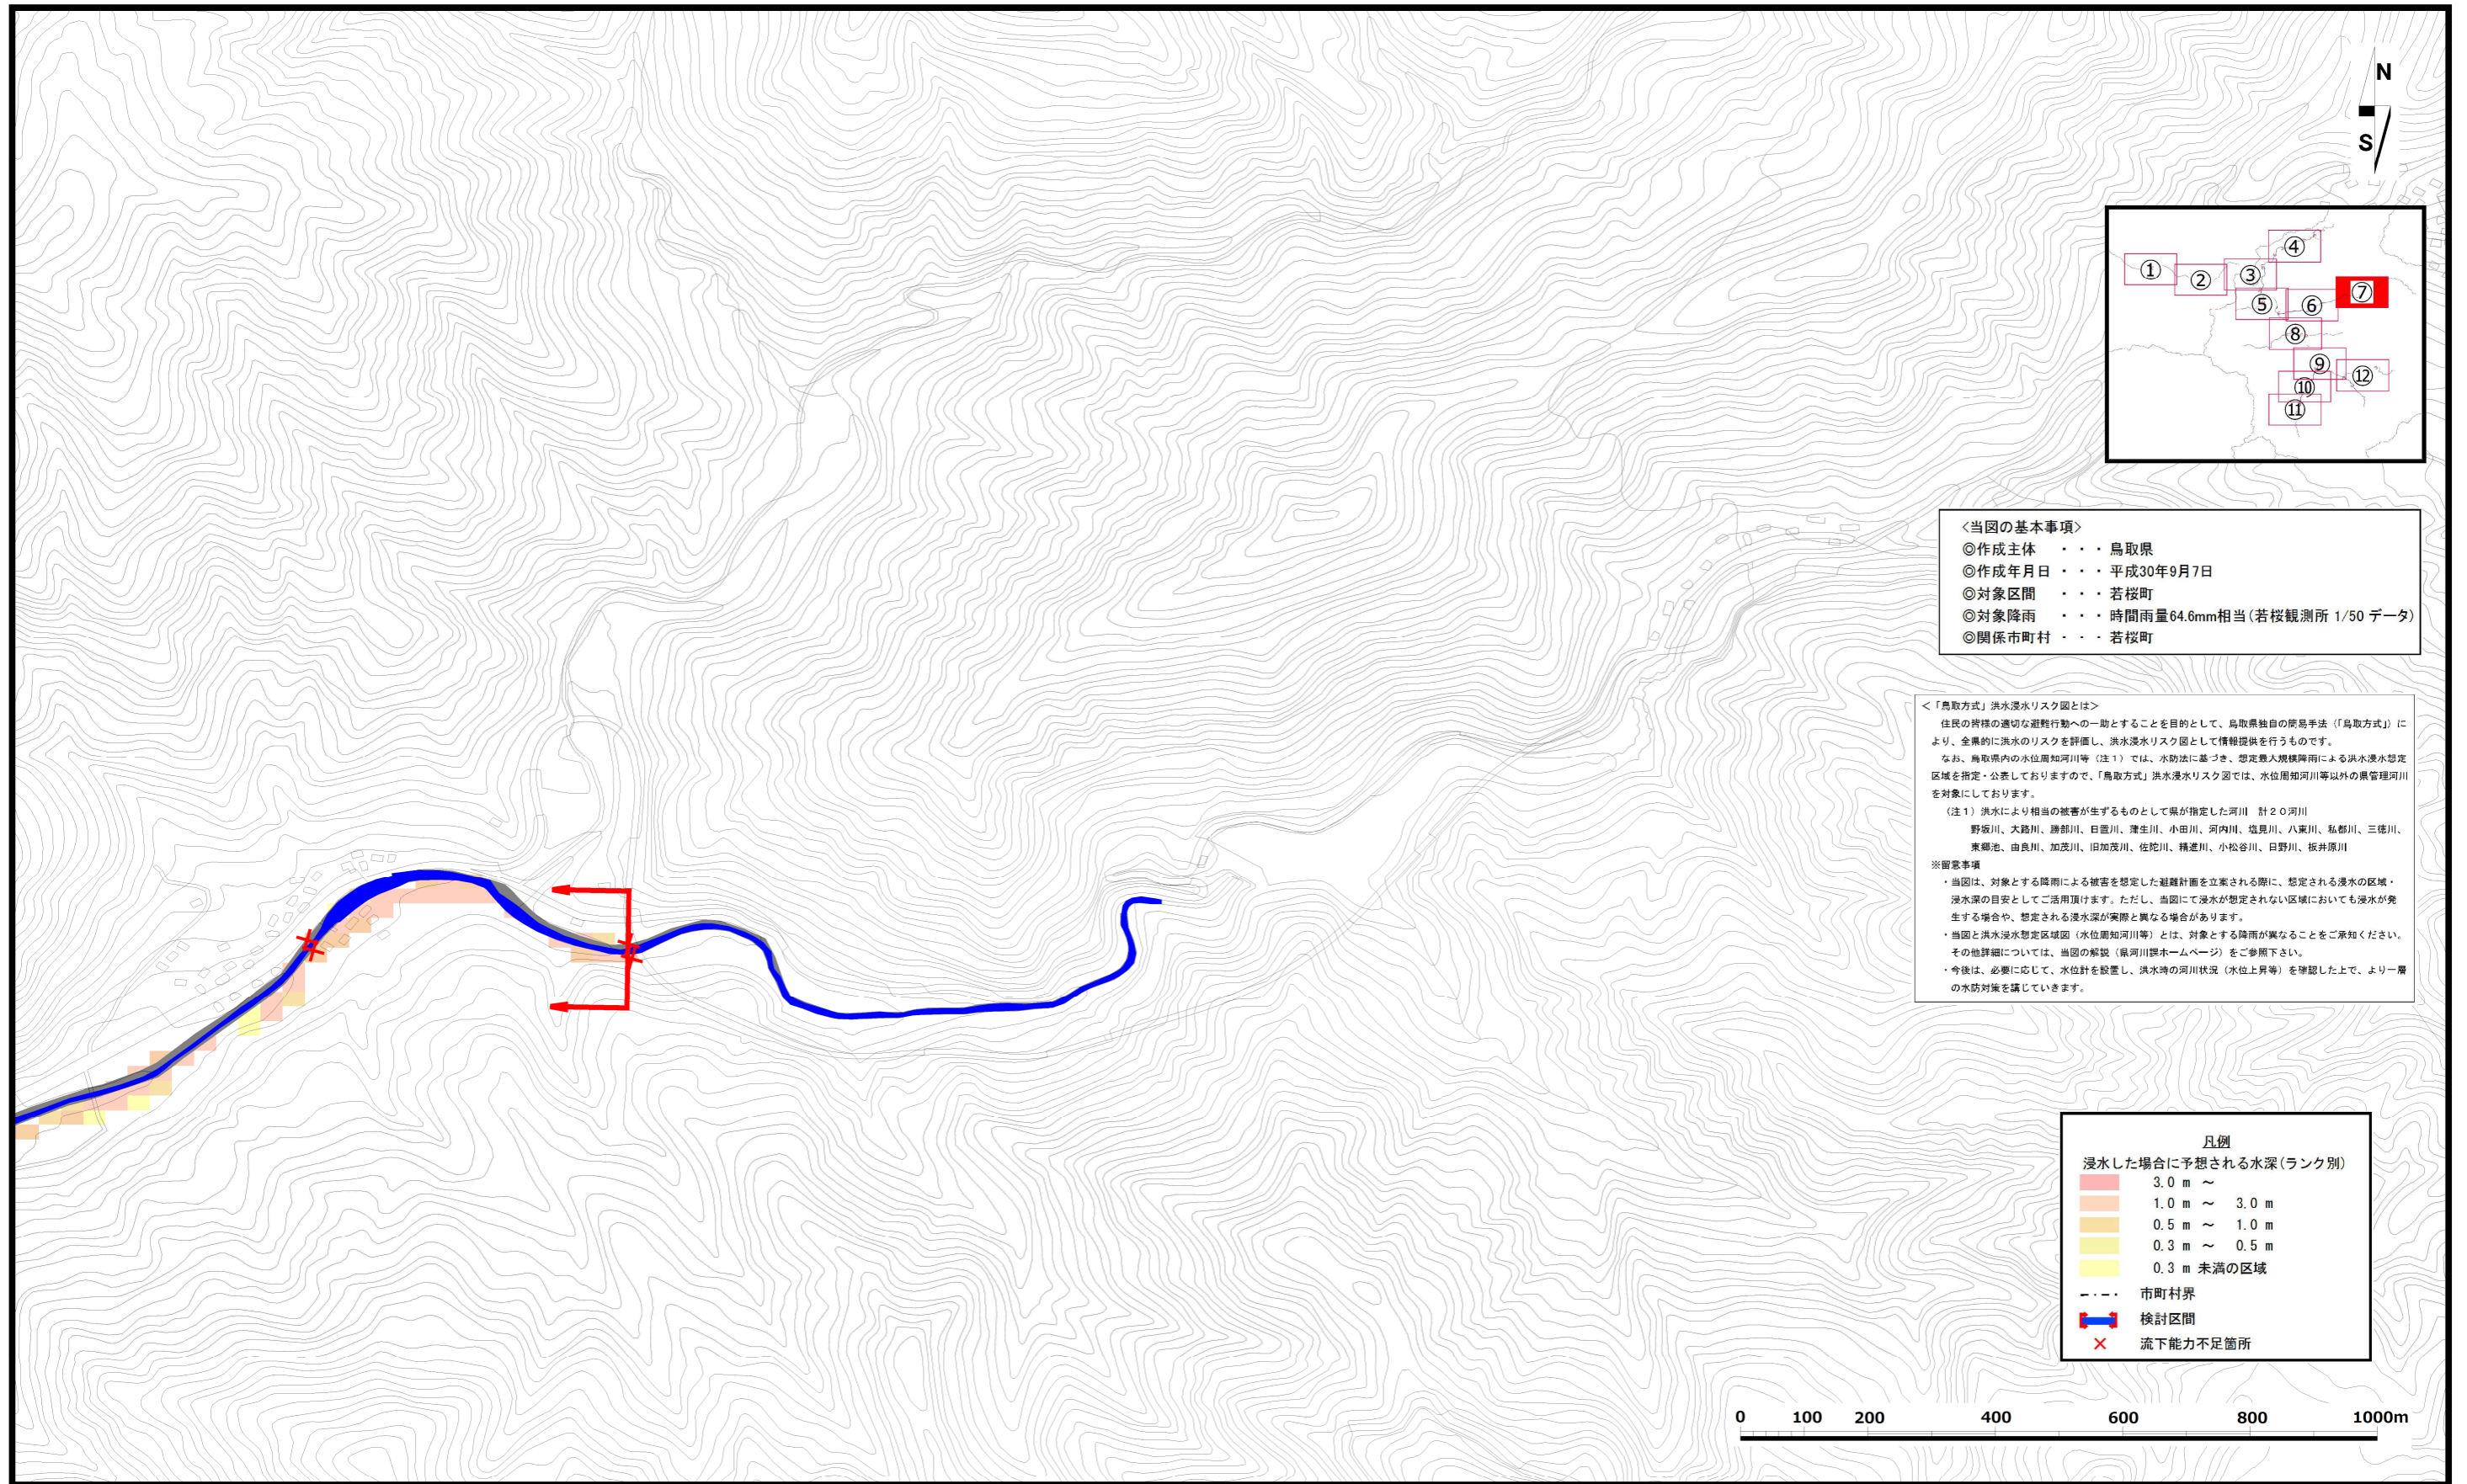 N
S
①
②
③
④
⑤
⑥
⑦
⑧
⑨
⑩
⑪
⑫
<当図の基本事項>
◎作成主体 ・・・鳥取県
◎作成年月日 ・・・平成30年9月7日
◎対象区間 ・・・若桜町
◎対象降雨 ・・・時間雨量64.6mm相当(若桜観測所 1/50 データ)
◎関係市町村 ・・・若桜町
<「鳥取方式」洪水浸水リスク図とは>
住民の皆様の適切な避難行動への一助とすることを目的として、鳥取県独自の簡易手法(「鳥取方式」)に
より、全県的に洪水のリスクを評価し、洪水浸水リスク図として情報提供を行うものです。
なお、鳥取県内の水位周知河川等(注1)では、水防法に基づき、想定最大規模降雨による洪水浸水想定
区域を指定・公表しておりますので、「鳥取方式」洪水浸水リスク図では、水位周知河川等以外の県管理河川
を対象にしております。
(注1)洪水により相当の被害が生ずるものとして県が指定した河川 計20河川
野坂川、大路川、勝部川、日置川、蒲生川、小田川、河内川、塩見川、八東川、私都川、三徳川、
東郷池、由良川、加茂川、旧加茂川、佐陀川、精進川、小松谷川、日野川、板井原川
※留意事項
・当図は、対象とする降雨による被害を想定した避難計画を立案される際に、想定される浸水の区域・
浸水深の目安としてご活用頂けます。ただし、当図にて浸水が想定されない区域においても浸水が発
生する場合や、想定される浸水深が実際と異なる場合があります。
・当図と洪水浸水想定区域図(水位周知河川等)とは、対象とする降雨が異なることをご承知ください。
その他詳細については、当図の解説(県河川課ホームページ)をご参照下さい。
・今後は、必要に応じて、水位計を設置し、洪水時の河川状況(水位上昇等)を確認した上で、より一層
の水防対策を講じていきます。
凡例
浸水した場合に予想される水深(ランク別)
3.0 m ～
1.0 m ～ 3.0 m
0.5 m ～ 1.0 m
0.3 m ～ 0.5 m
0.3 m 未満の区域
市町村界
検討区間
流下能力不足箇所
0 100 200 400 600 800 1000m